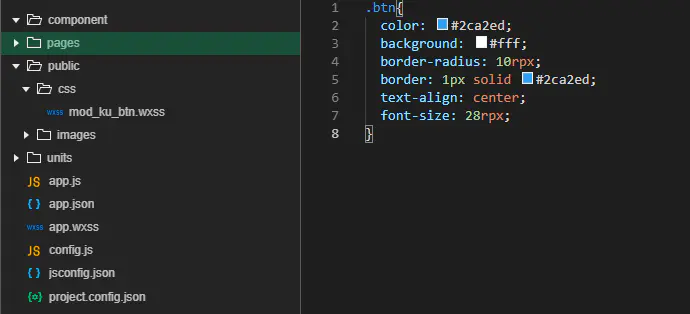 component
pages
public
css
mod_ku_btn.wxss
images
units
JS app.js
{ } app.json
wxss app.wxss
JS config.js
{ } jsconfig.json
{o} project.config.json
1 .btn{
2 color: #2ca2ed;
3 background: #fff;
4 border-radius: 10rpx;
5 border: 1px solid #2ca2ed;
6 text-align: center;
7 font-size: 28rpx;
8 }